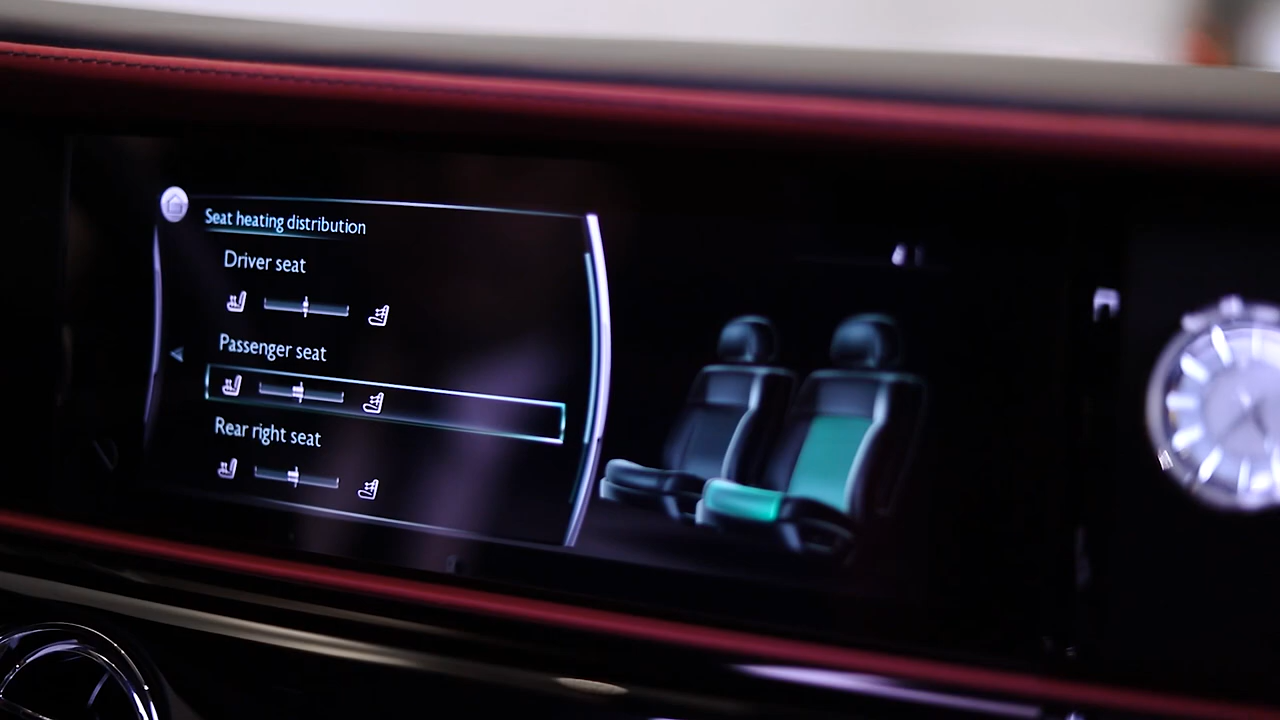 Seat heating distribution
Driver seat
Passenger seat
Rear right seat